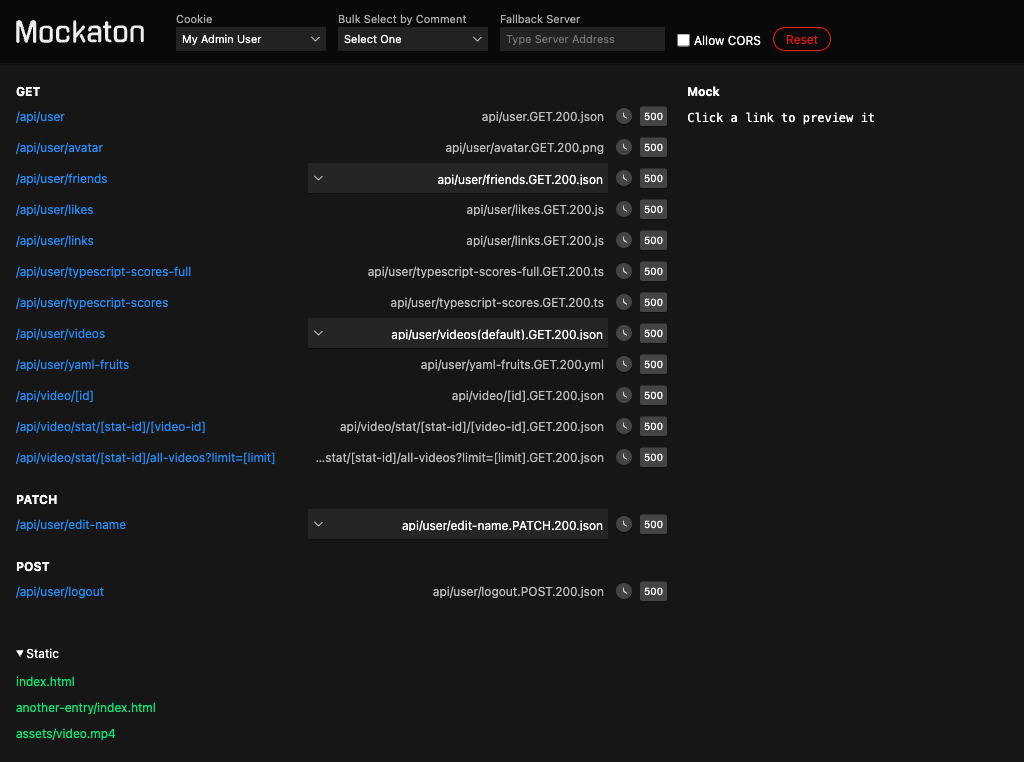 Mockaton
Cookie
My Admin User
Bulk Select by Comment
Select One
Fallback Server
Type Server Address
Allow CORS
Reset
GET
/api/user api/user.GET.200.json 500
/api/user/avatar api/user/avatar.GET.200.png 500
/api/user/friends api/user/friends.GET.200.json 500
/api/user/likes api/user/likes.GET.200.js 500
/api/user/links api/user/links.GET.200.js 500
/api/user/typescript-scores-full api/user/typescript-scores-full.GET.200.ts 500
/api/user/typescript-scores api/user/typescript-scores.GET.200.ts 500
/api/user/videos api/user/videos(default).GET.200.json 500
/api/user/yaml-fruits api/user/yaml-fruits.GET.200.yml 500
/api/video/[id] api/video/[id].GET.200.json 500
/api/video/stat/[stat-id]/[video-id] api/video/stat/[stat-id]/[video-id].GET.200.json 500
/api/video/stat/[stat-id]/all-videos?limit=[limit] ...stat/[stat-id]/all-videos?limit=[limit].GET.200.json 500
PATCH
/api/user/edit-name api/user/edit-name.PATCH.200.json 500
POST
/api/user/logout api/user/logout.POST.200.json 500
Static
index.html
another-entry/index.html
assets/video.mp4
Mock
Click a link to preview it